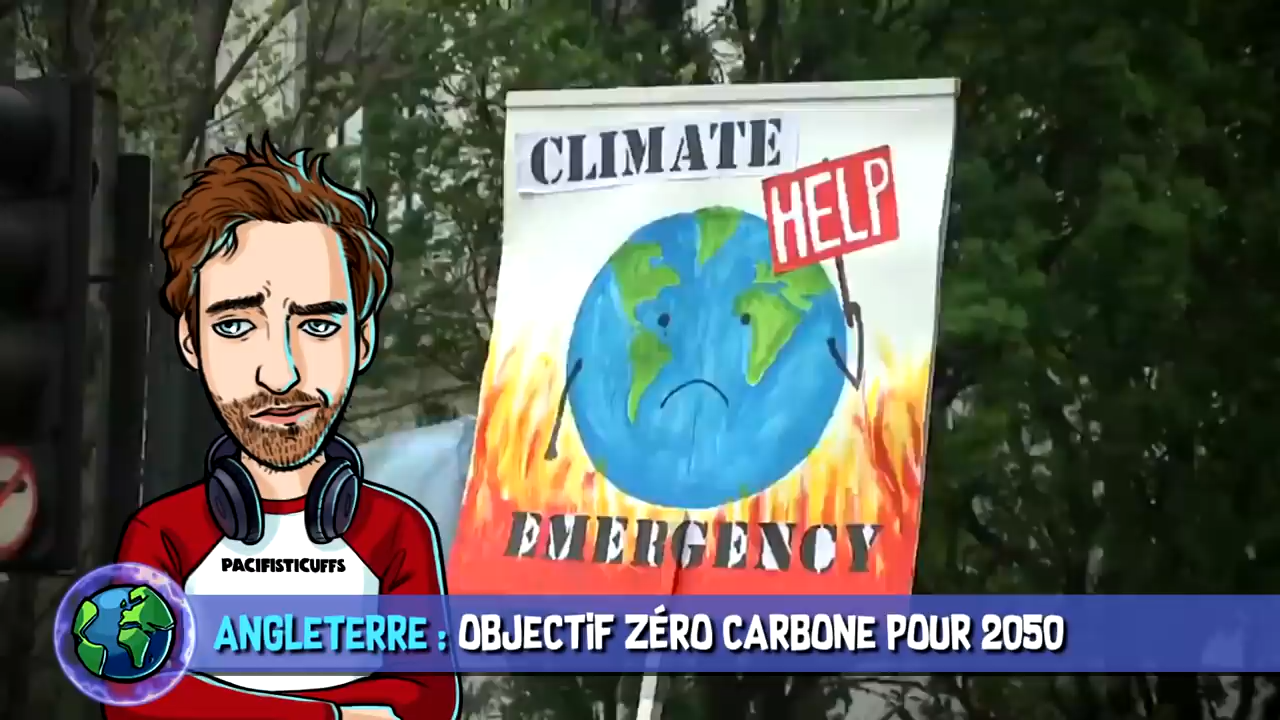 CLIMATE
HELP
EMERGENCY
PACIFISTICUFFS
ANGLETERRE : OBJECTIF ZÉRO CARBONE POUR 2050